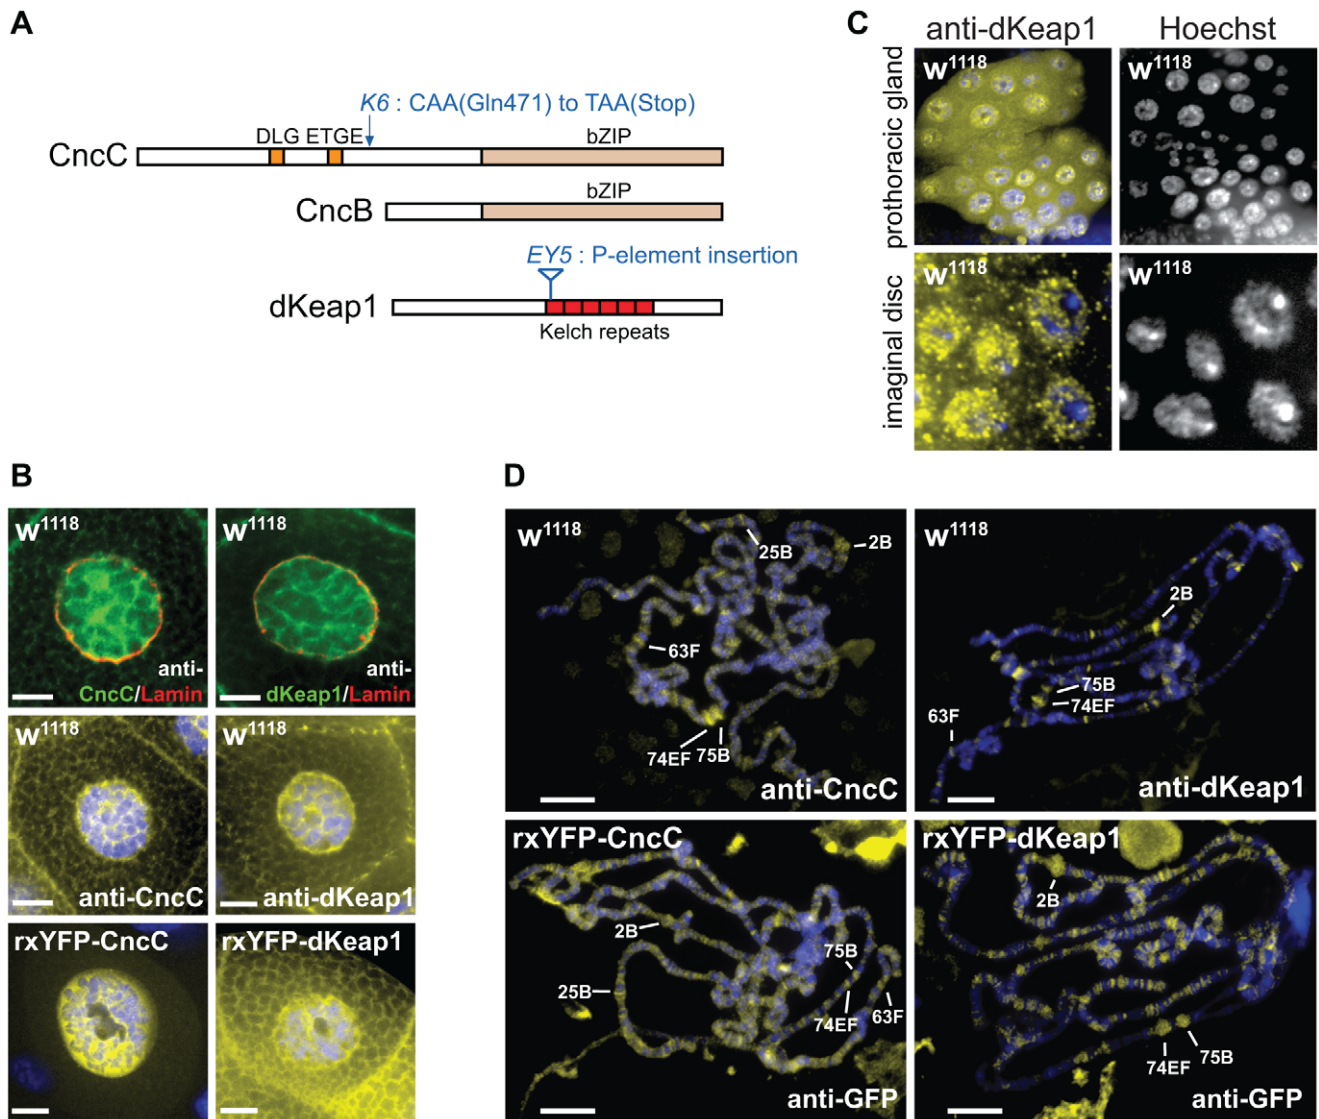 A
K6 : CAA(Gln471) to TAA(Stop)
DLG ETGE
bZIP
CncC
bZIP
CncB
EY5 : P-element insertion
dKeap1
Kelch repeats
C
anti-dKeap1
Hoechst
prothoracic gland
w1118
w1118
imaginal disc
w1118
w1118
B
w1118
anti-
CncC/Lamin
w1118
anti-
dKeap1/Lamin
w1118
anti-CncC
w1118
anti-dKeap1
rxYFP-CncC
rxYFP-dKeap1
D
w1118
25B
2B
63F
74EF
75B
anti-CncC
w1118
2B
75B
74EF
63F
anti-dKeap1
rxYFP-CncC
2B
75B
25B
74EF
63F
anti-GFP
rxYFP-dKeap1
2B
75B
74EF
anti-GFP